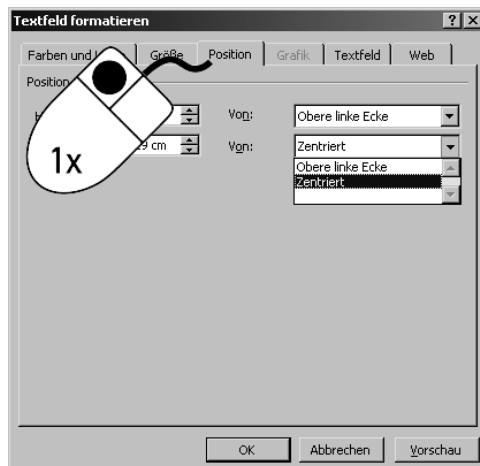 Textfeld formatieren
Farben und Größe Position Grafik Textfeld Web
Position
Von: Obere linke Ecke
cm Von: Zentriert
Obere linke Ecke
Zentriert
1x
OK Abbrechen Vorschau